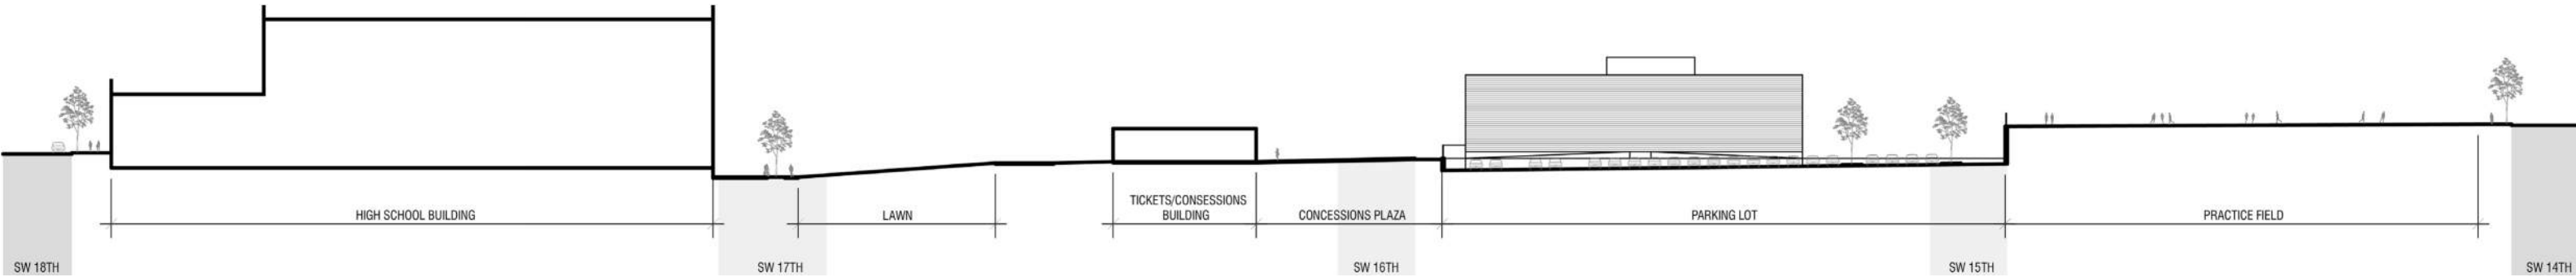 HIGH SCHOOL BUILDING
LAWN
TICKETS/CONSESSIONS
BUILDING
CONCESSIONS PLAZA
PARKING LOT
PRACTICE FIELD
SW 18TH
SW 17TH
SW 16TH
SW 15TH
SW 14TH